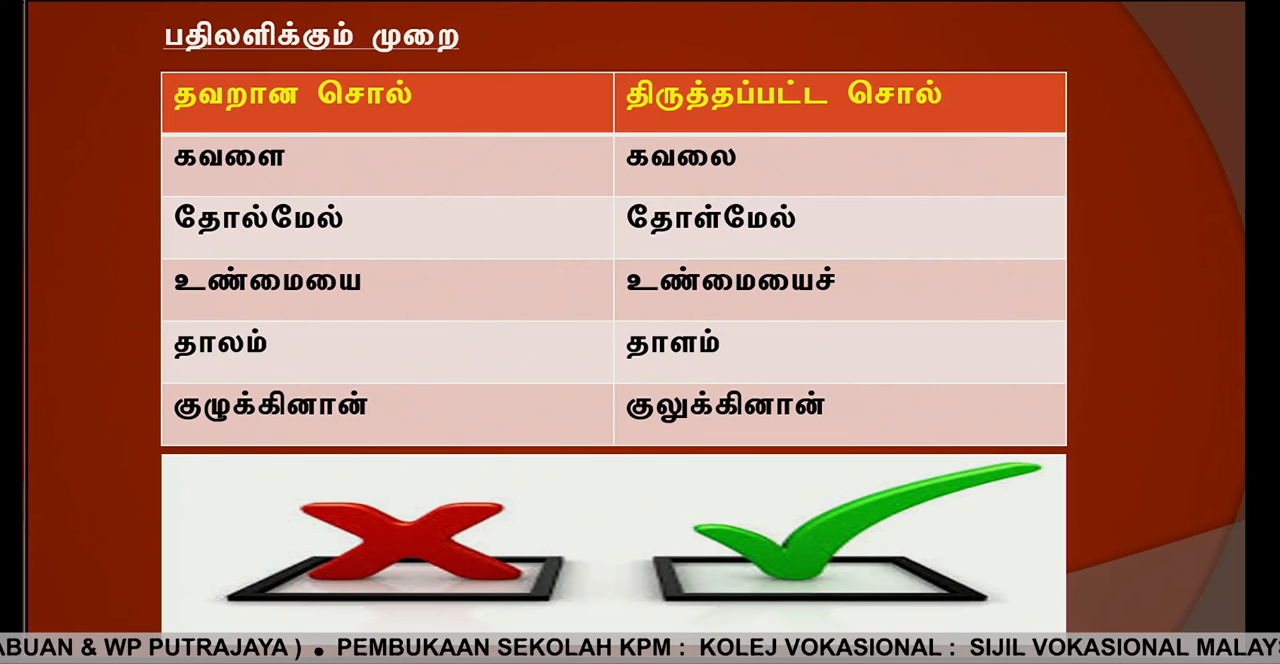 பதிலளிக்கும் முறை
தவறான சொல் திருத்தப்பட்ட சொல்
கவளை கவலை
தோல்மேல் தோள்மேல்
உண்மையை உண்மையைச்
தாலம் தாளம்
குழுக்கினான் குலுக்கினான்
ABUAN & WP PUTRAJAYA ) ● PEMBUKAAN SEKOLAH KPM : KOLEJ VOKASIONAL : SIJIL VOKASIONAL MALAYS